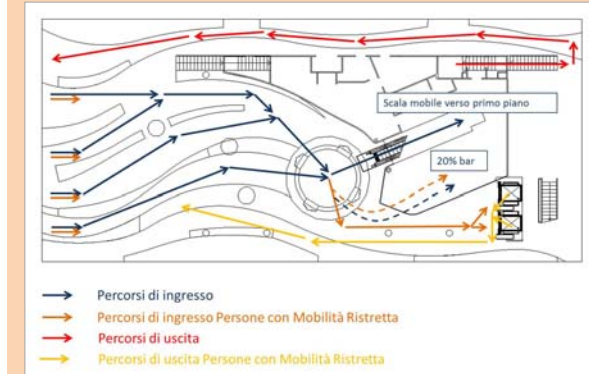 Scala mobile verso primo piano
20% bar
Percorsi di ingresso
Percorsi di ingresso Persone con Mobilità Ristretta
Percorsi di uscita
Percorsi di uscita Persone con Mobilità Ristretta